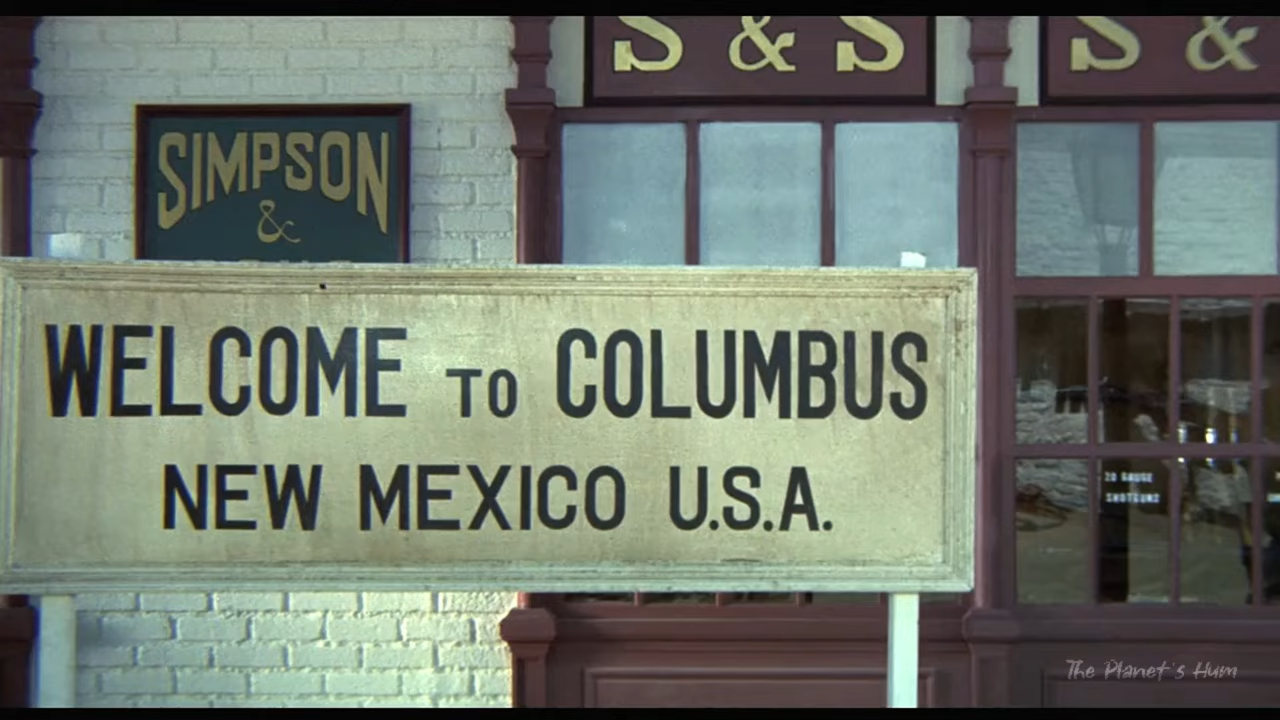 S & S
S &
SIMPSON
&
WELCOME TO COLUMBUS
NEW MEXICO U.S.A.
20 GAUGE
SHOTGUNS
The Planet's Hum